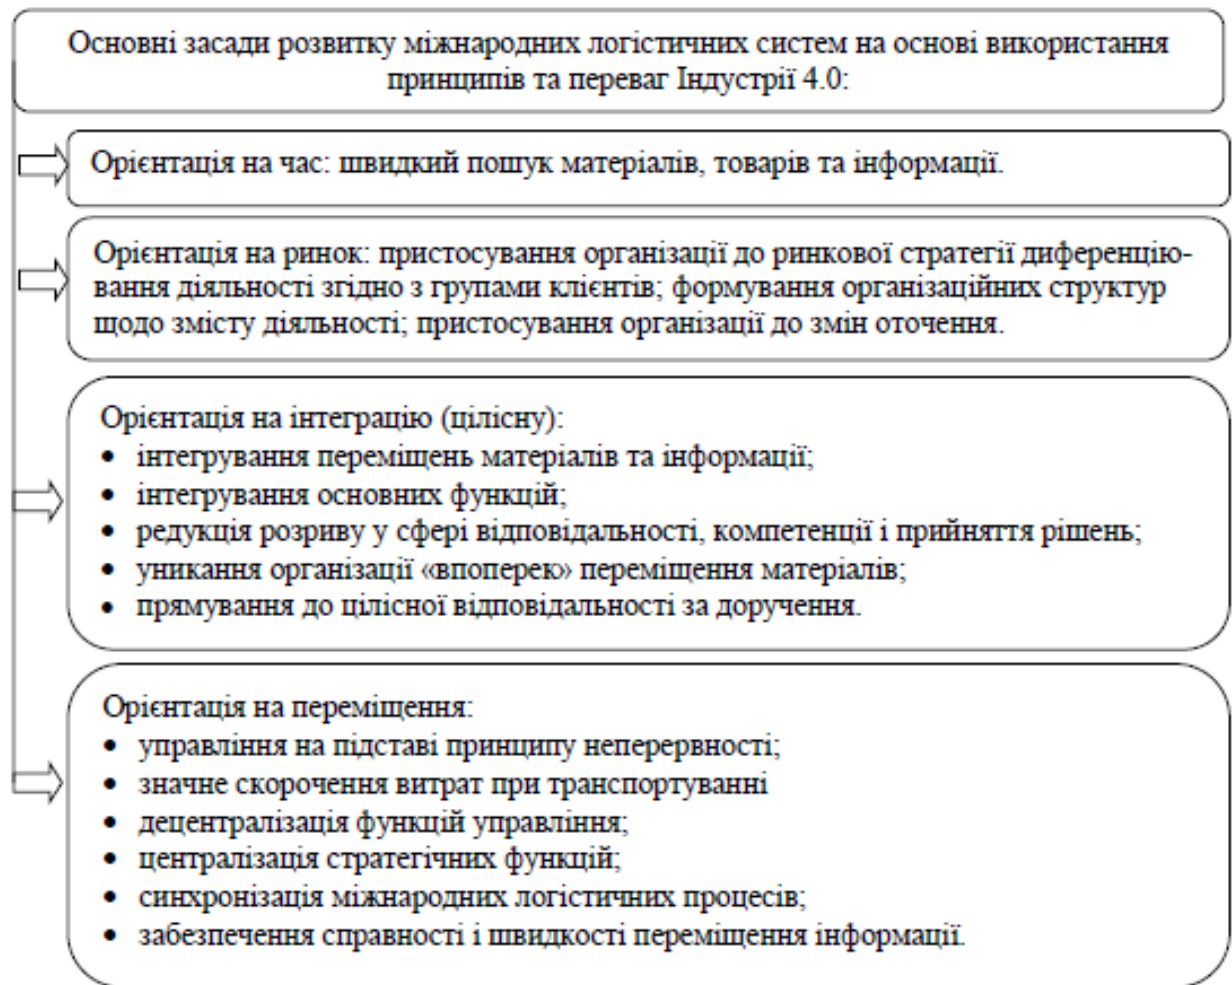 Основні засади розвитку міжнародних логістичних систем на основі використання
принципів та переваг Індустрії 4.0:
Орієнтація на час: швидкий пошук матеріалів, товарів та інформації.
Орієнтація на ринок: пристосування організації до ринкової стратегії диференцію-
вання діяльності згідно з групами клієнтів; формування організаційних структур
щодо змісту діяльності; пристосування організації до змін оточення.
Орієнтація на інтеграцію (цілісну):
• інтегрування переміщень матеріалів та інформації;
• інтегрування основних функцій;
• редукція розриву у сфері відповідальності, компетенції і прийняття рішень;
• уникання організації «впоперек» переміщення матеріалів;
• прямування до цілісної відповідальності за доручення.
Орієнтація на переміщення:
• управління на підставі принципу неперервності;
• значне скорочення витрат при транспортуванні
• децентралізація функцій управління;
• централізація стратегічних функцій;
• синхронізація міжнародних логістичних процесів;
• забезпечення справності і швидкості переміщення інформації.